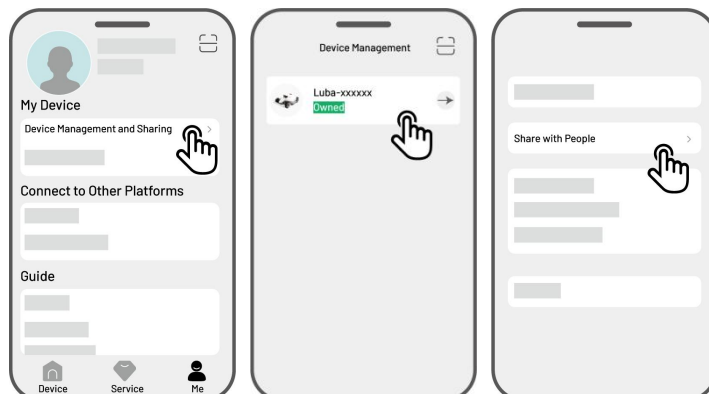 My Device
Device Management and Sharing
Connect to Other Platforms
Guide
Device
Service
Me
Device Management
Luba-xxxxxx
Owned
Share with People